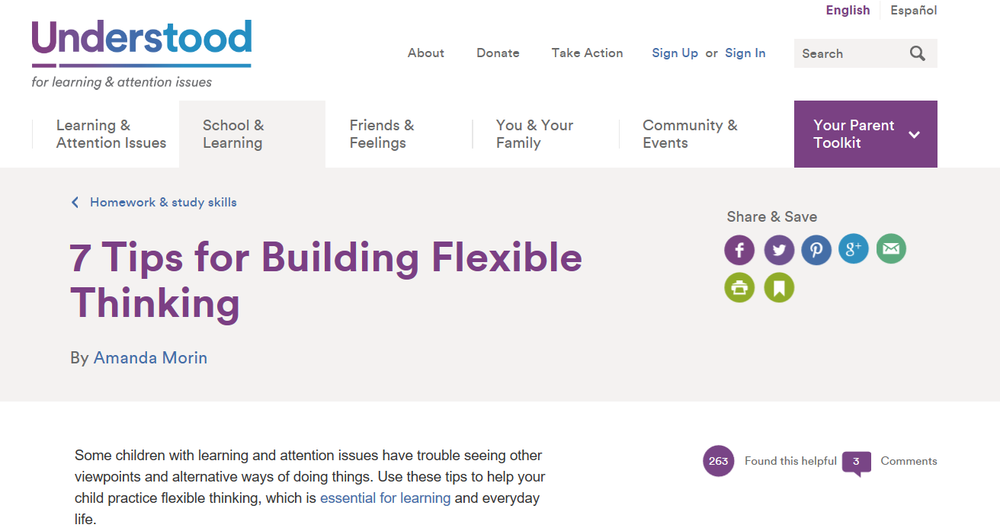 English
Español
Understood
for learning & attention issues
About
Donate
Take Action
Sign Up or Sign In
Search
Learning &
Attention Issues
School &
Learning
Friends &
Feelings
You & Your
Family
Community &
Events
Your Parent
Toolkit
Homework & study skills
7 Tips for Building Flexible
Thinking
By Amanda Morin
Share & Save
f
g+
Some children with learning and attention issues have trouble seeing other
viewpoints and alternative ways of doing things. Use these tips to help your
child practice flexible thinking, which is essential for learning and everyday
life.
263 Found this helpful
3 Comments